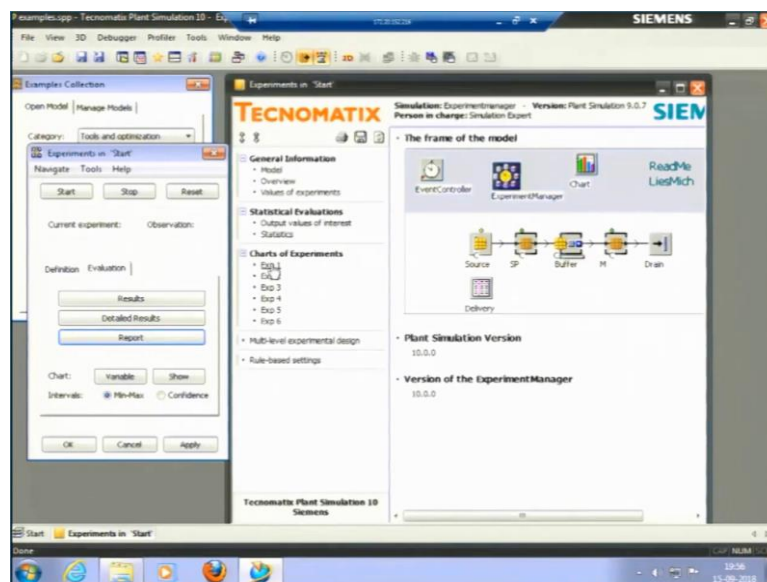 examples.spp - Tecnomatix Plant Simulation 10 -
SIEMENS
File View 3D Debugger Profiler Tools Window Help
Examples Collection
Open Model Manage Models
Category: Tools and optimization
Experiments in 'Start'
Navigate Tools Help
Start Stop Reset
Current experiment: Observation:
Definition Evaluation
Results
Detailed Results
Report
Chart: Variable Show
Intervals: Min-Max Confidence
OK Cancel Apply
Experiments in 'Start'
TECNOMATIX
Simulation: Experimentmanager - Version: Plant Simulation 9.0.7
Person in charge: Simulation Expert
SIEM
General Information
• Model
• Overview
• Values of experiments
Statistical Evaluations
• Output values of interest
• Statistics
Charts of Experiments
• Exp 1
• Exp 3
• Exp 4
• Exp 5
• Exp 6
• Multi-level experimental design
• Rule-based settings
Tecnomatix Plant Simulation 10
Siemens
• The frame of the model
EventController
ExperimentManager
Chart
ReadMe
LiesMich
Source SP Buffer M Drain
Delivery
• Plant Simulation Version
10.0.0
• Version of the ExperimentManager
10.0.0
Start Experiments in 'Start'
Done
CAP NUM
19:56
15-09-2018